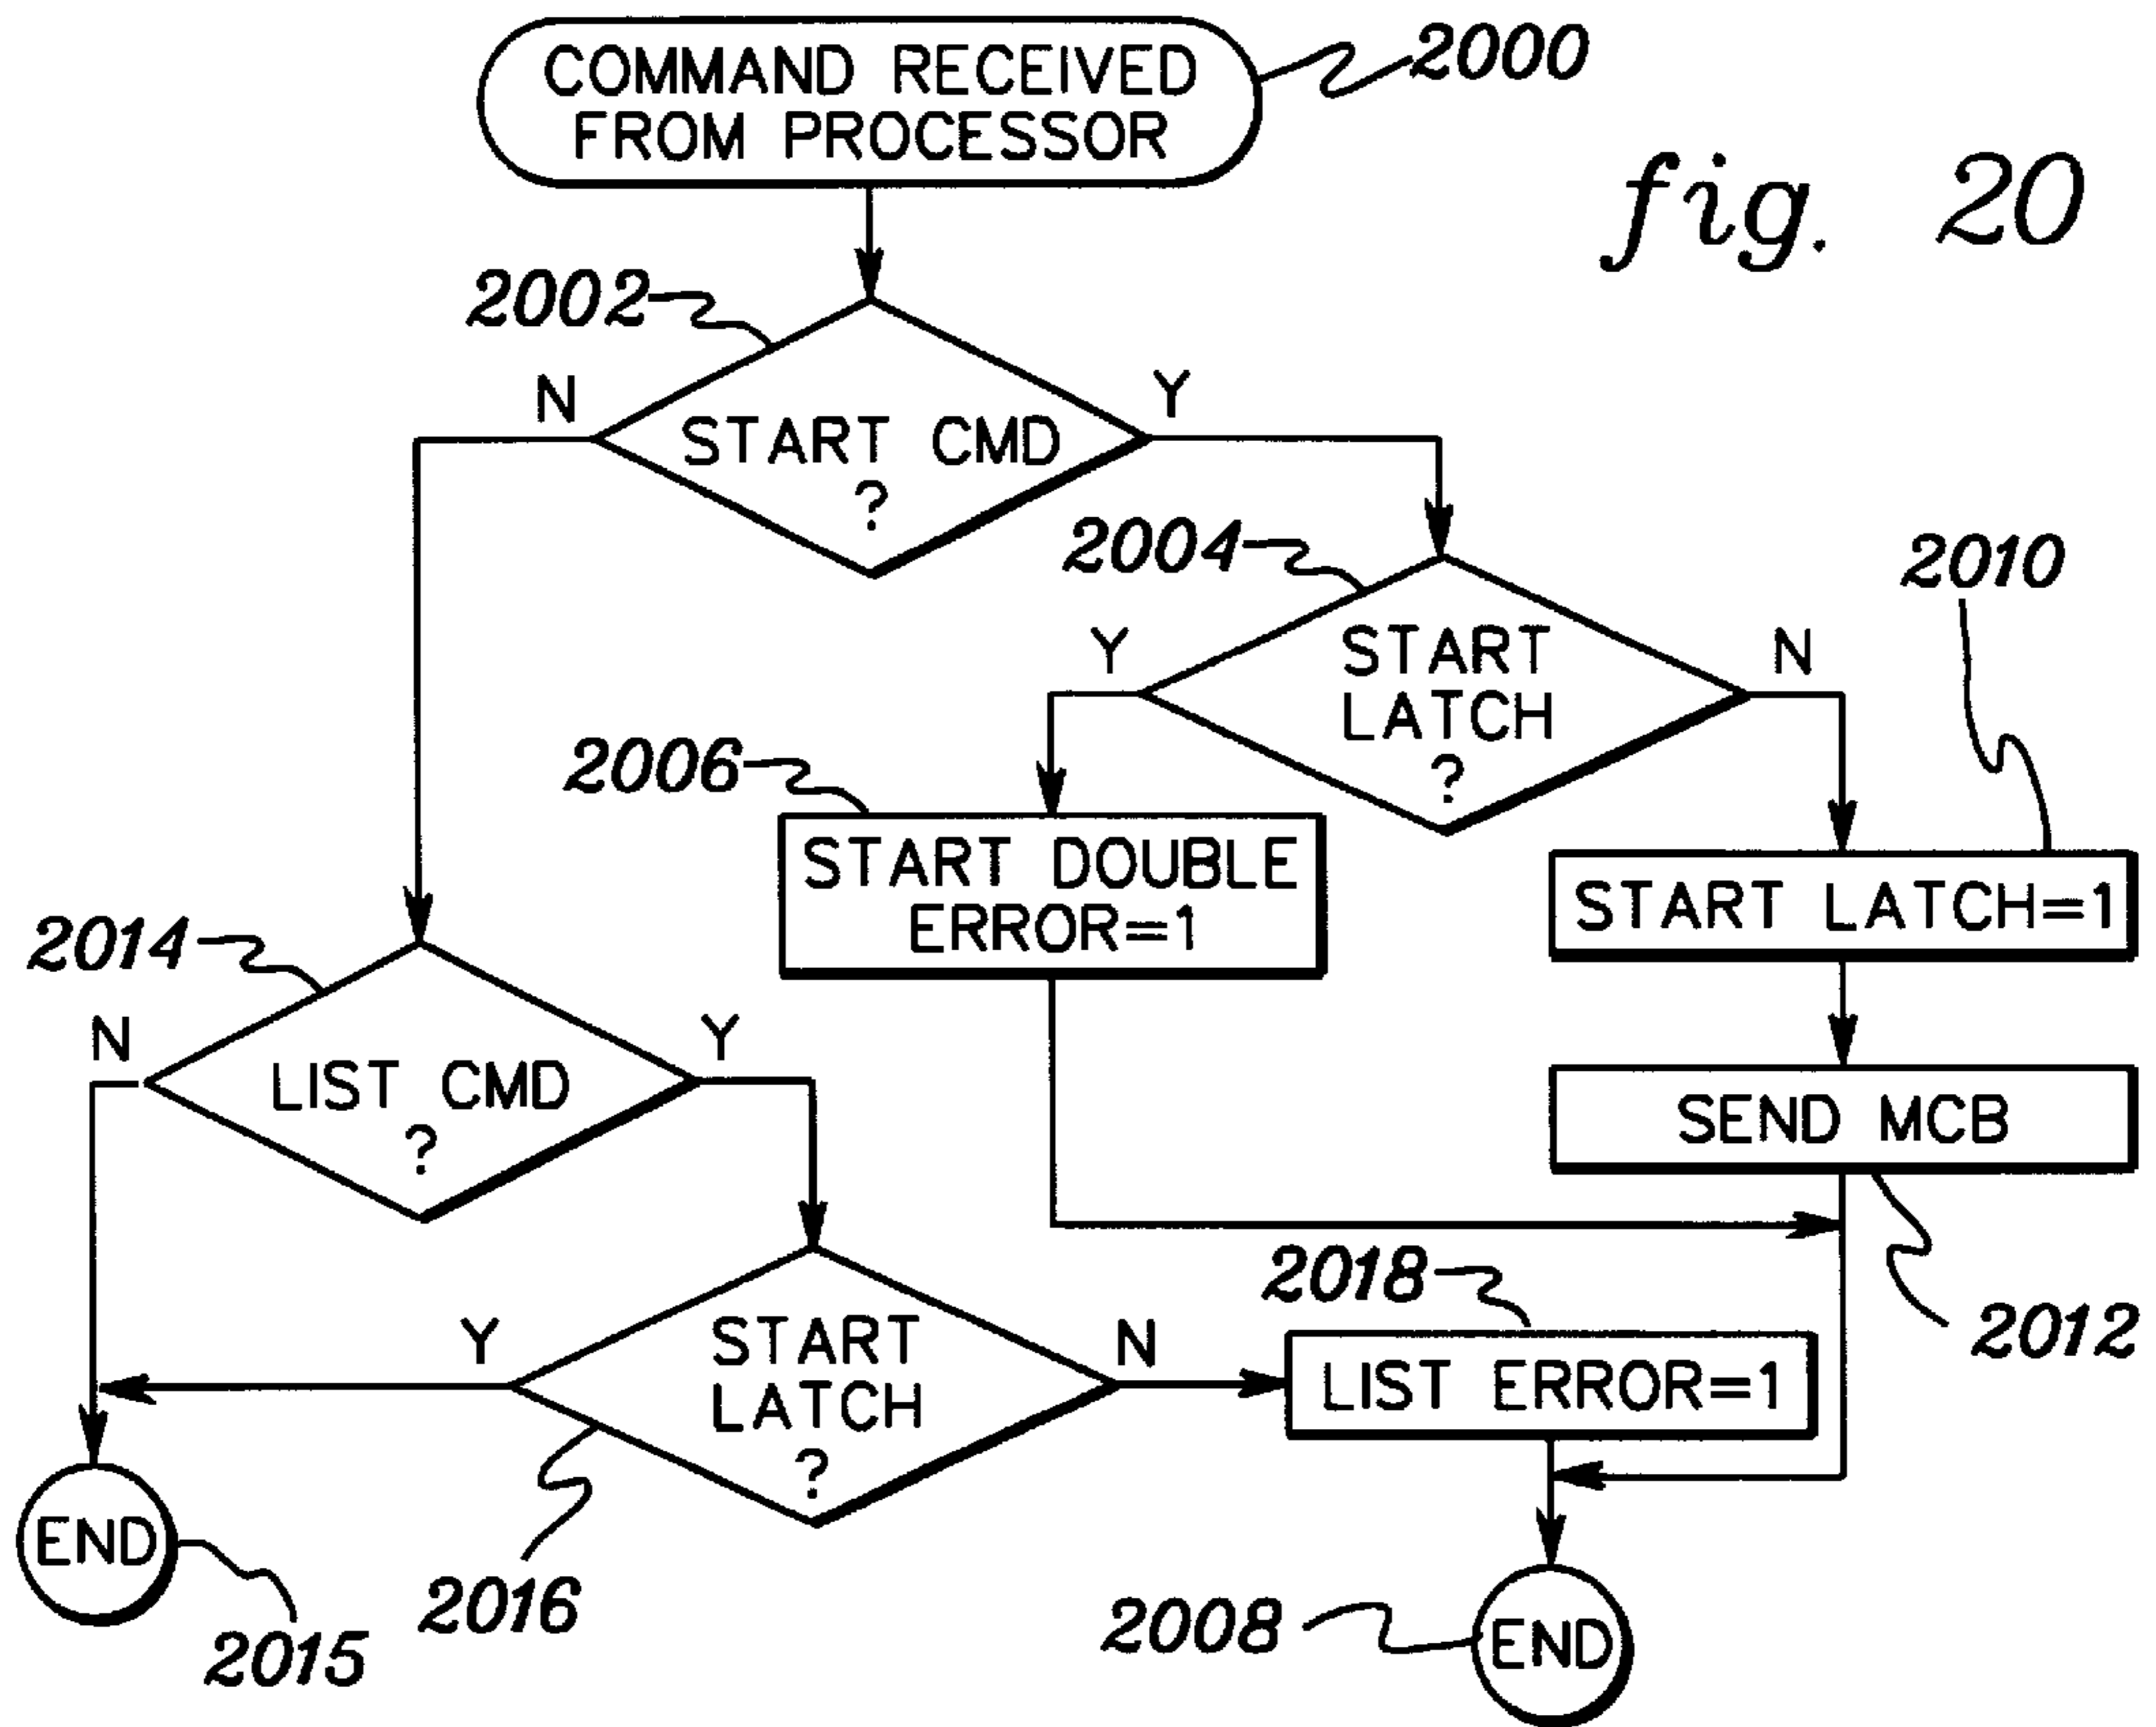 COMMAND RECEIVED
FROM PROCESSOR
2000
fig. 20
2002
N
Y
START CMD
?
2004
2010
Y
N
START
LATCH
?
2006
START DOUBLE
ERROR=1
START LATCH=1
2014
N
Y
LIST CMD
?
SEND MCB
2018
2012
Y
N
START
LATCH
?
LIST ERROR=1
END
2016
2015
2008
END